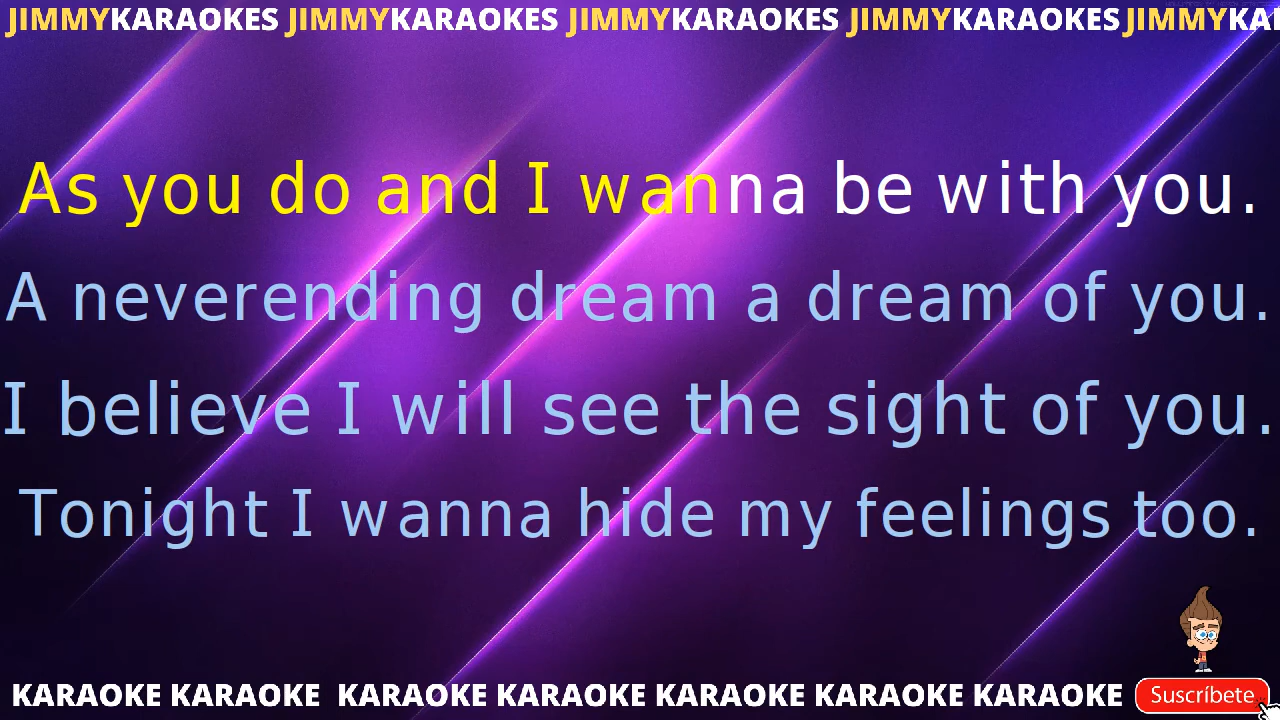 JIMMYKARAOKES JIMMYKARAOKES JIMMYKARAOKES JIMMYKARAOKES JIMMYKA
As you do and I wanna be with you.
A neverending dream a dream of you.
I believe I will see the sight of you.
Tonight I wanna hide my feelings too.
KARAOKE KARAOKE KARAOKE KARAOKE KARAOKE KARAOKE KARAOKE
Suscríbete